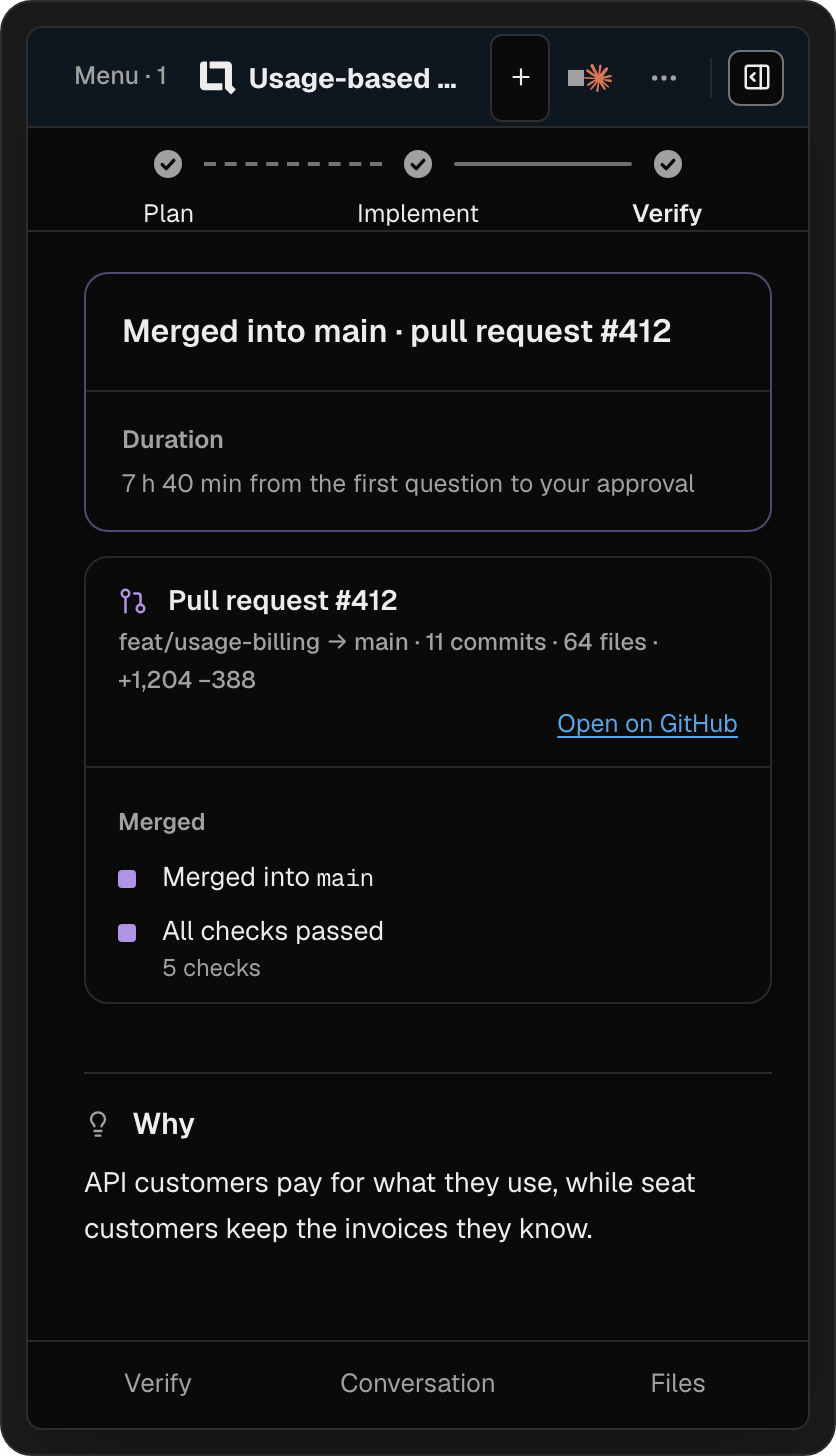 Menu · 1
Usage-based ...
Plan
Implement
Verify
Merged into main · pull request #412
Duration
7 h 40 min from the first question to your approval
Pull request #412
feat/usage-billing → main · 11 commits · 64 files ·
+1,204 −388
Open on GitHub
Merged
Merged into main
All checks passed
5 checks
Why
API customers pay for what they use, while seat
customers keep the invoices they know.
Verify
Conversation
Files